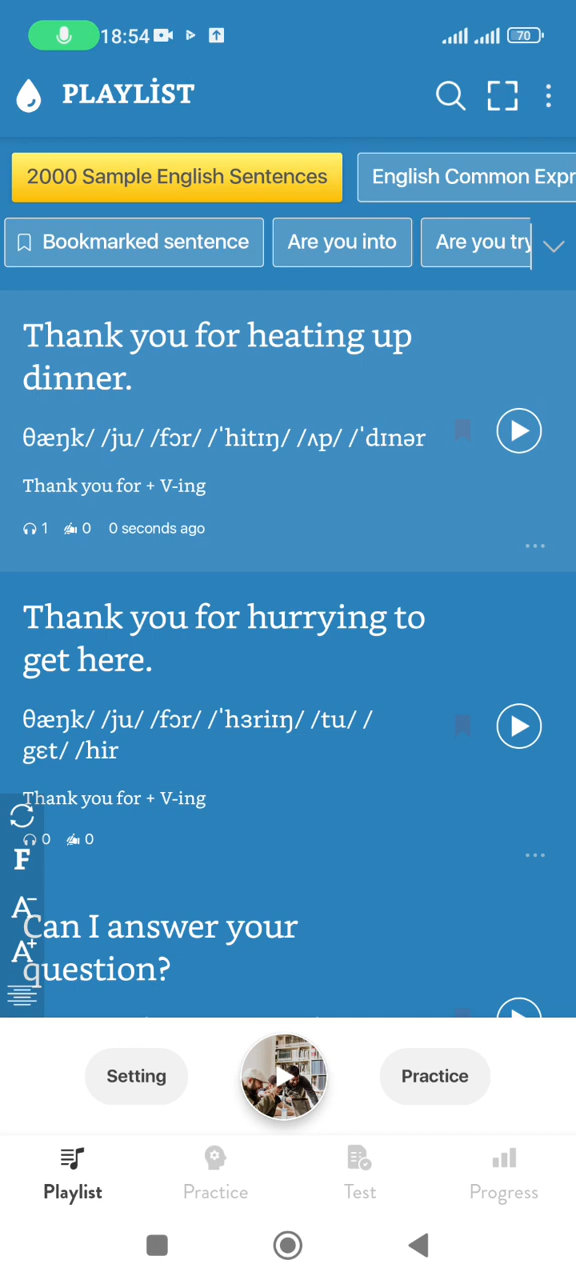 18:54
70
PLAYLİST
2000 Sample English Sentences
English Common Expr
Bookmarked sentence
Are you into
Are you try
Thank you for heating up
dinner.
θæŋk/ /ju/ /fɔr/ /ˈhitɪŋ/ /ʌp/ /ˈdɪnər
Thank you for + V-ing
1
0
0 seconds ago
Thank you for hurrying to
get here.
θæŋk/ /ju/ /fɔr/ /ˈhɜriɪŋ/ /tu/ /
gɛt/ /hir
Thank you for + V-ing
0
0
F
A-
A+
Can I answer your
question?
Setting
Practice
Playlist
Practice
Test
Progress